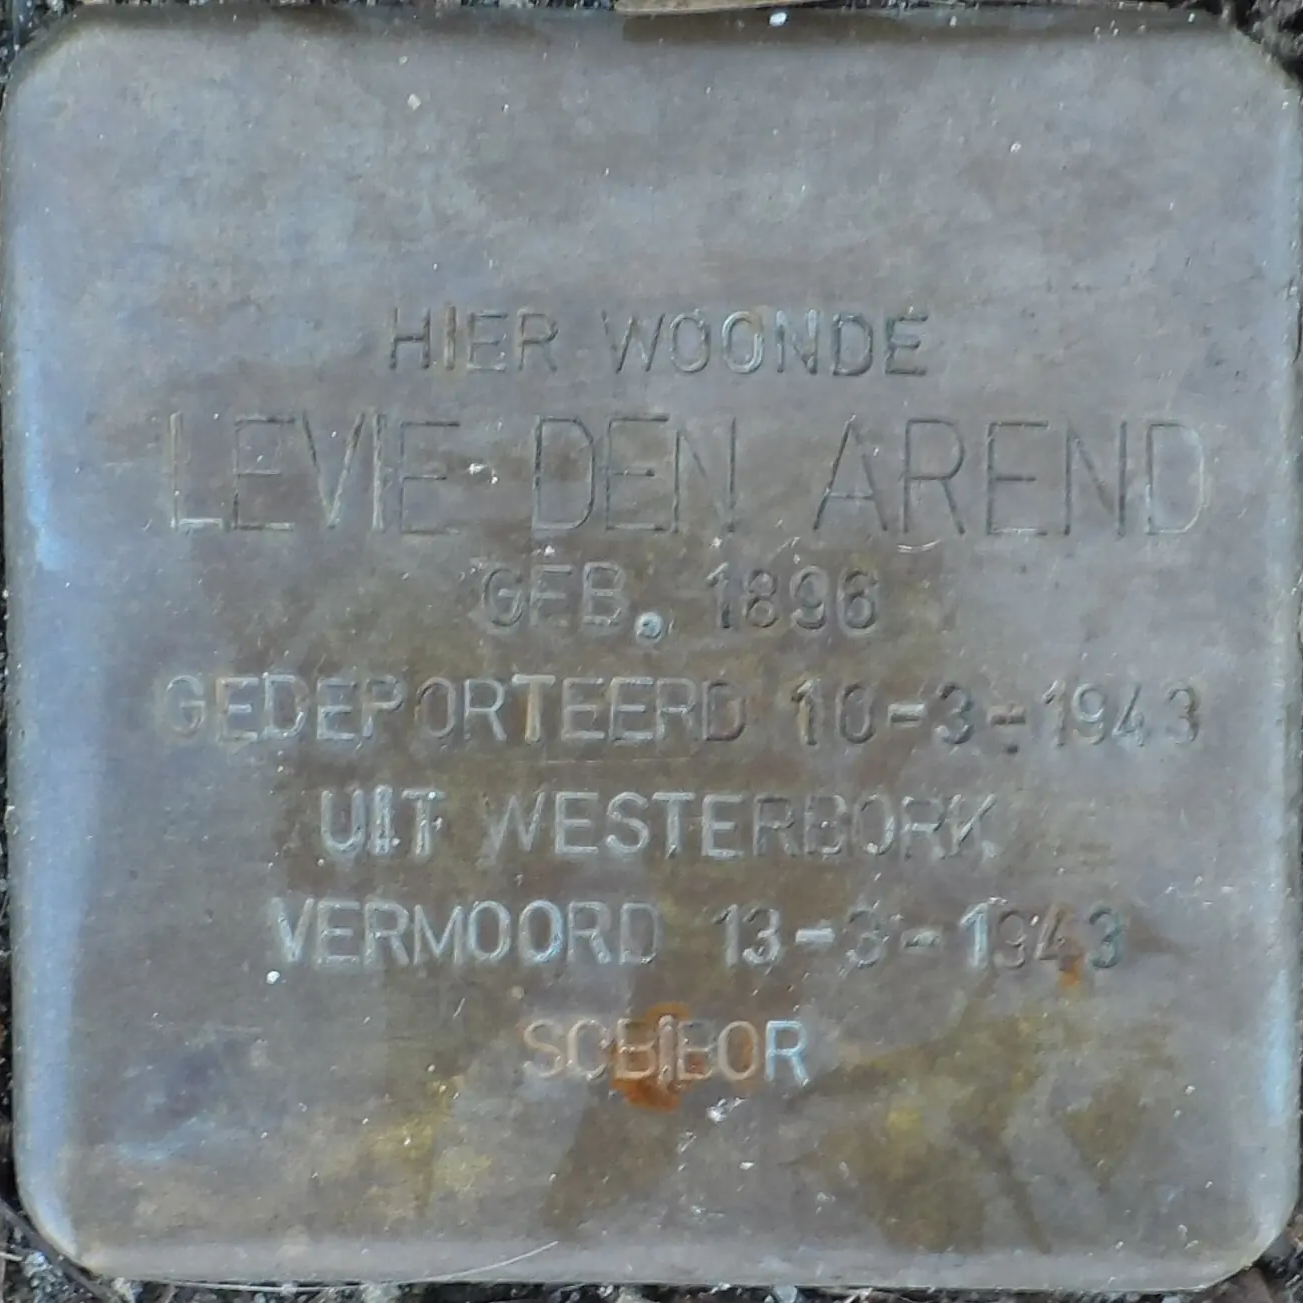 HIER WOONDE
LEVIE DEN AREND
GEB. 1896
GEDEPORTEERD 10-3-1943
UIT WESTERBORK
VERMOORD 13-3-1943
SOBIBOR